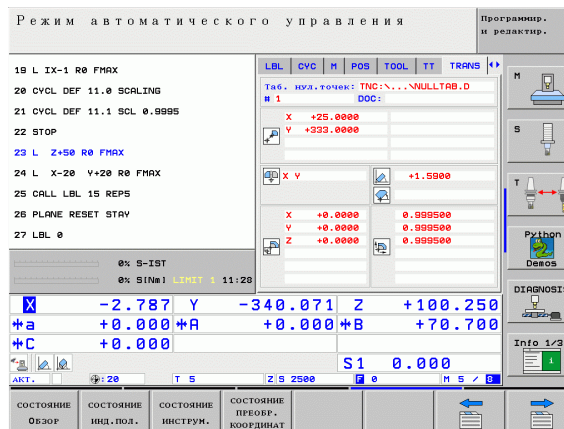 Режим автоматического управления
Программир.
и редактир.
19 L IX-1 R0 FMAX
20 CYCL DEF 11.0 SCALING
21 CYCL DEF 11.1 SCL 0.9995
22 STOP
23 L Z+50 R0 FMAX
24 L X-20 Y+20 R0 FMAX
25 CALL LBL 15 REP5
26 PLANE RESET STAY
27 LBL 0
LBL CYC M POS TOOL TT TRANS
Таб. нул.точек: TNC:\...\NULLTAB.D
# 1 DOC:
X +25.0000
Y +333.0000
X Y +1.5900
X +0.0000 0.999500
Y +0.0000 0.999500
Z +0.0000 0.999500
0% S-IST
0% S[Nm] LIMIT 1 11:28
X -2.787 Y -340.071 Z +100.250
a +0.000 A +0.000 B +70.700
C +0.000
S1 0.000
АКТ. : 20 T 5 Z S 2500 F 0 M 5 / 8
M
S
T
Python
Demos
DIAGNOSI
Info 1/3
1
СОСТОЯНИЕ
ОБЗОР
СОСТОЯНИЕ
ИНД.ПОЛ.
СОСТОЯНИЕ
ИНСТРУМ.
СОСТОЯНИЕ
ПРЕОБР.
КООРДИНАТ